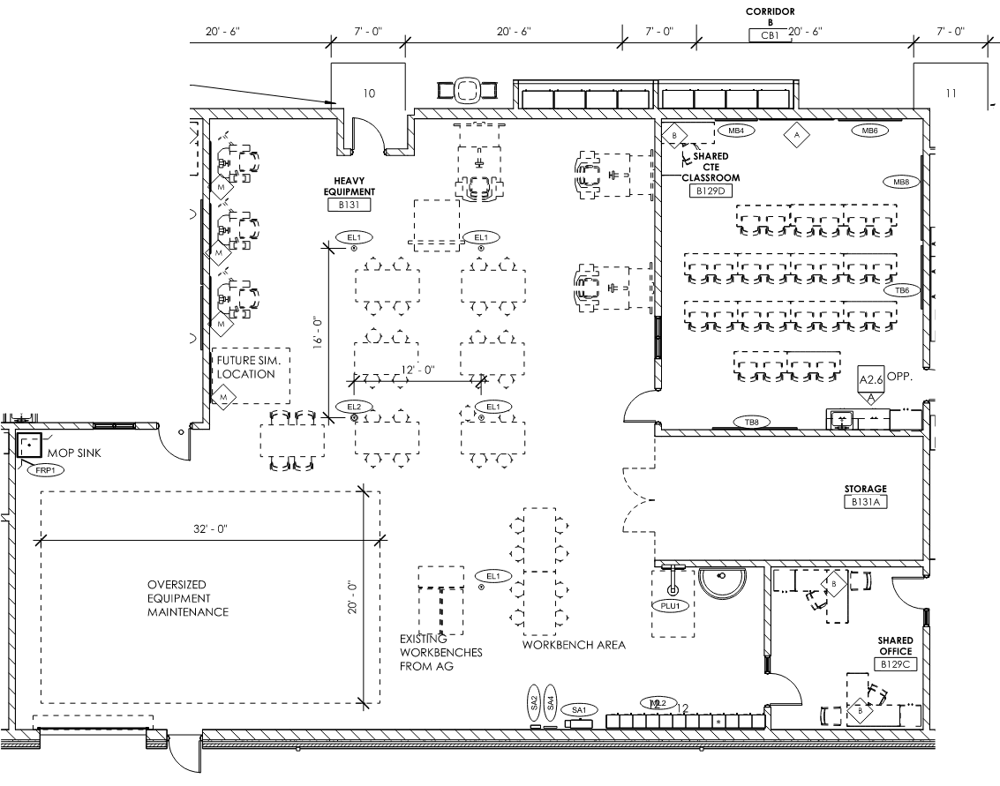 CORRIDOR
B
CB1
20' - 6"
7' - 0"
20' - 6"
7' - 0"
20' - 6"
7' - 0"
10
11
B
MB4
A
MB6
SHARED
CTE
CLASSROOM
B129D
M
HEAVY
EQUIPMENT
B131
MB8
EL1
EL1
M
TB6
M
16' - 0"
FUTURE SIM.
LOCATION
12' - 0"
A2.6
OPP.
A
M
EL2
EL1
TB8
MOP SINK
FRP1
STORAGE
B131A
32' - 0"
EL1
B
OVERSIZED
EQUIPMENT
MAINTENANCE
20' - 0"
PLU1
EXISTING
WORKBENCHES
FROM AG
WORKBENCH AREA
SHARED
OFFICE
B129C
SA2
SA4
SA1
12
12
B
*